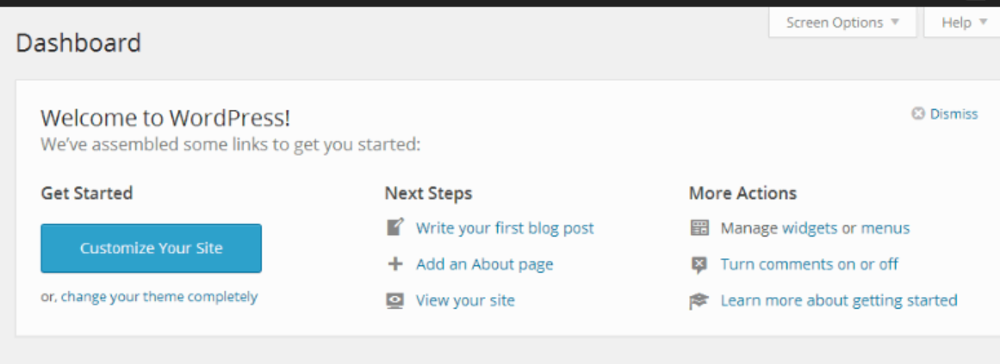 Screen Options
Help
Dashboard
Welcome to WordPress!
Dismiss
We've assembled some links to get you started:
Get Started
Customize Your Site
or, change your theme completely
Next Steps
Write your first blog post
Add an About page
View your site
More Actions
Manage widgets or menus
Turn comments on or off
Learn more about getting started